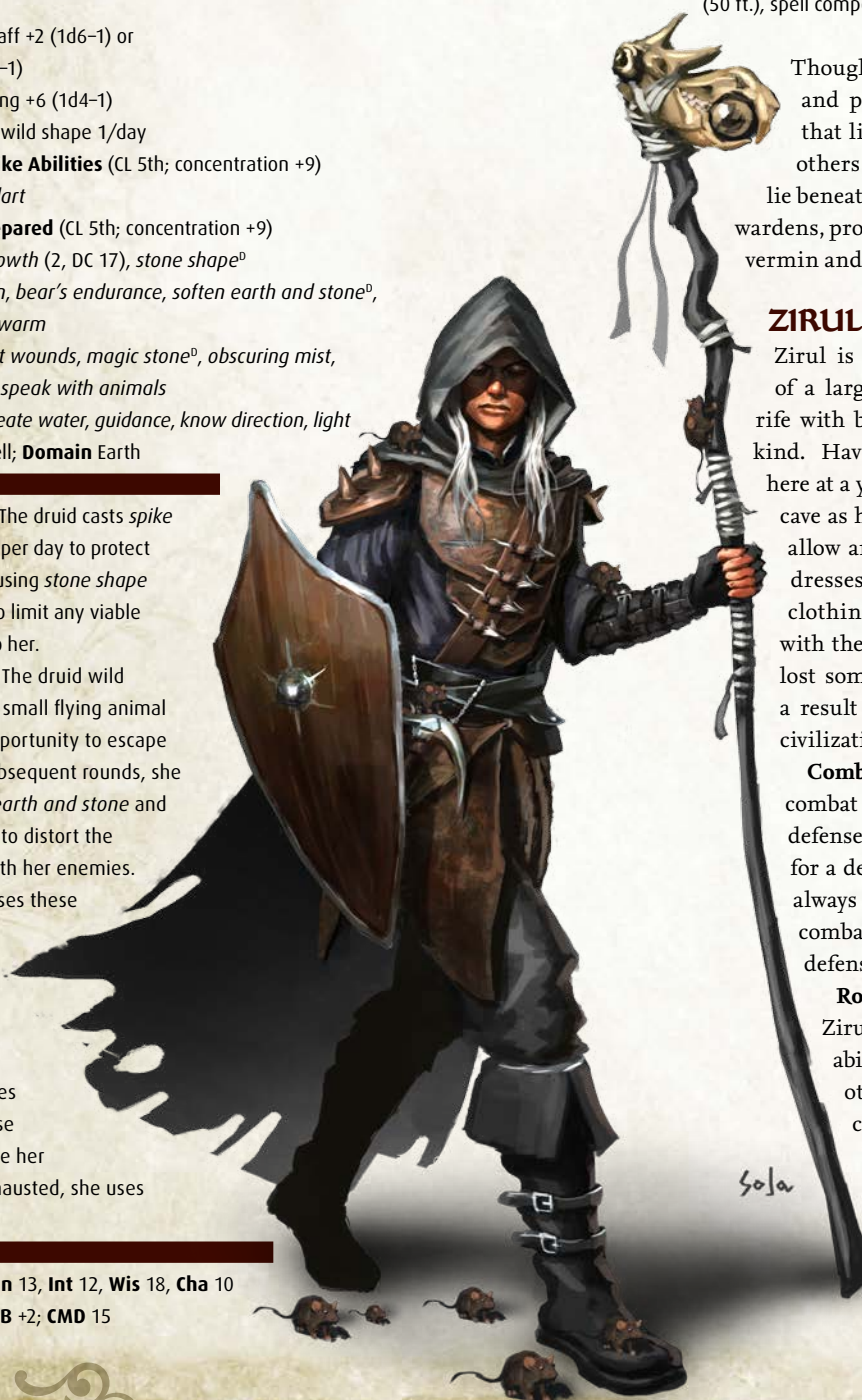 aff +2 (1d6–1) or
–1)
ng +6 (1d4–1)
wild shape 1/day
ke Abilities (CL 5th; concentration +9)
dart
pared (CL 5th; concentration +9)
owth (2, DC 17), stone shapeᴰ
n, bear's endurance, soften earth and stoneᴰ,
warm
t wounds, magic stoneᴰ, obscuring mist,
speak with animals
eate water, guidance, know direction, light
ell; Domain Earth
The druid casts spike
per day to protect
using stone shape
o limit any viable
o her.
The druid wild
small flying animal
portunity to escape
bsequent rounds, she
earth and stone and
to distort the
th her enemies.
ses these
es
se
e her
hausted, she uses
n 13, Int 12, Wis 18, Cha 10
B +2; CMD 15
(50 ft.), spell comp
Though
and p
that li
others
lie beneat
wardens, pro
vermin and
ZIRUL
Zirul is
of a larg
rife with b
kind. Hav
here at a y
cave as h
allow an
dresses
clothin
with the
lost som
a result
civilizati
Comb
combat
defense
for a de
always
comba
defens
Ro
Ziru
abi
ot
c
Sola